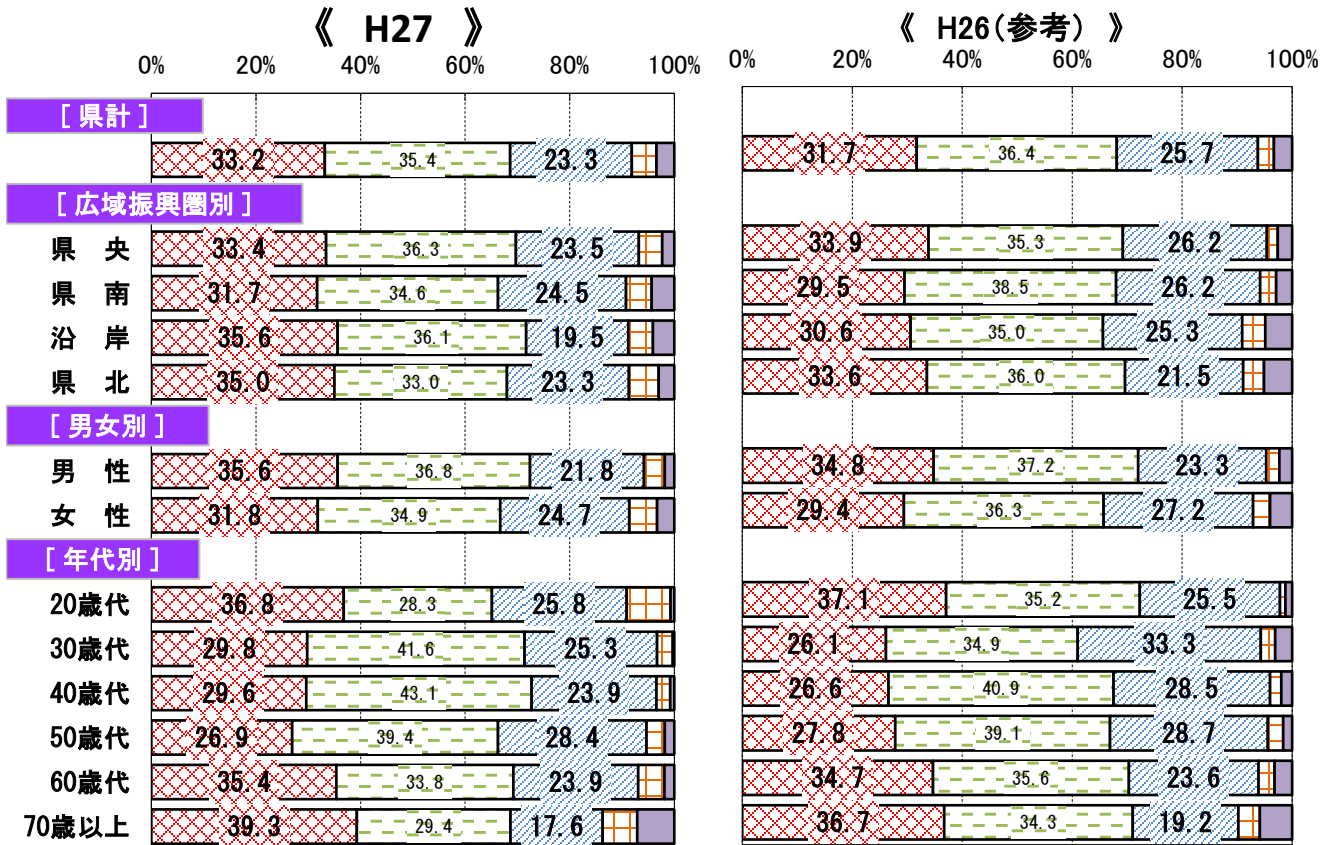 《 H27 》
《 H26(参考) 》
0% 20% 40% 60% 80% 100%
0% 20% 40% 60% 80% 100%
[ 県計 ]
33.2 35.4 23.3
31.7 36.4 25.7
[ 広域振興圏別 ]
県 央 33.4 36.3 23.5
33.9 35.3 26.2
県 南 31.7 34.6 24.5
29.5 38.5 26.2
沿 岸 35.6 36.1 19.5
30.6 35.0 25.3
県 北 35.0 33.0 23.3
33.6 36.0 21.5
[ 男女別 ]
男 性 35.6 36.8 21.8
34.8 37.2 23.3
女 性 31.8 34.9 24.7
29.4 36.3 27.2
[ 年代別 ]
20歳代 36.8 28.3 25.8
37.1 35.2 25.5
30歳代 29.8 41.6 25.3
26.1 34.9 33.3
40歳代 29.6 43.1 23.9
26.6 40.9 28.5
50歳代 26.9 39.4 28.4
27.8 39.1 28.7
60歳代 35.4 33.8 23.9
34.7 35.6 23.6
70歳以上 39.3 29.4 17.6
36.7 34.3 19.2